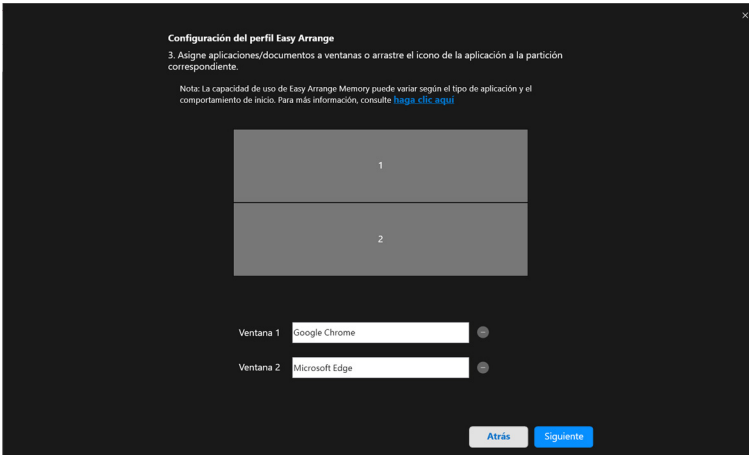 Configuración del perfil Easy Arrange
3. Asigne aplicaciones/documentos a ventanas o arrastre el icono de la aplicación a la partición
correspondiente.
Nota: La capacidad de uso de Easy Arrange Memory puede variar según el tipo de aplicación y el
comportamiento de inicio. Para más información, consulte haga clic aquí
1
2
Ventana 1 Google Chrome
Ventana 2 Microsoft Edge
Atrás Siguiente